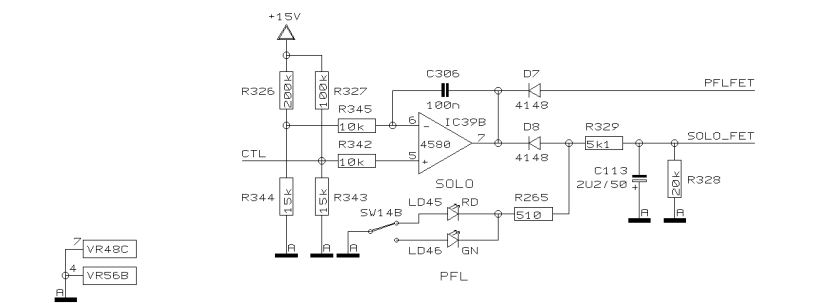 +15V
R326
200k
100k
R327
C306
100n
D7
4148
PFLFET
R345
10k
6
-
IC39B
7
4580
5
+
D8
4148
R329
5k1
SOLO_FET
CTL
R342
10k
C113
2U2/50
+
20k
R328
A
A
R344
15k
15k
R343
SOLO
SW14B
LD45
RD
R265
510
LD46
GN
A
A
A
PFL
7
VR48C
4
VR56B
A